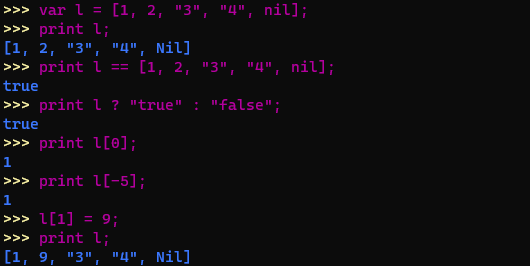 >>> var l = [1, 2, "3", "4", nil];
>>> print l;
[1, 2, "3", "4", Nil]
>>> print l == [1, 2, "3", "4", nil];
true
>>> print l ? "true" : "false";
true
>>> print l[0];
1
>>> print l[-5];
1
>>> l[1] = 9;
>>> print l;
[1, 9, "3", "4", Nil]